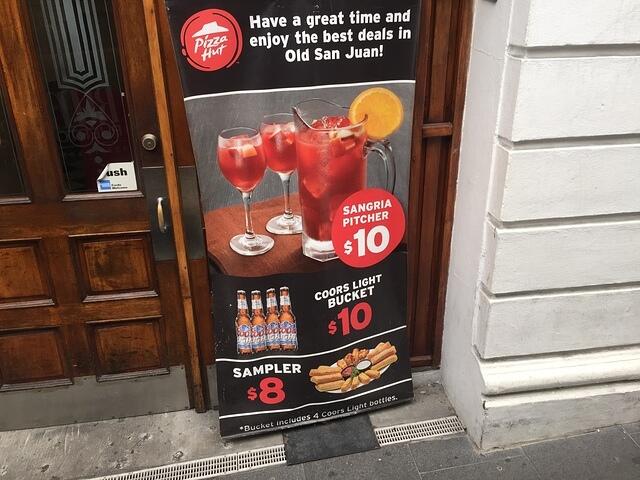 Pizza
Hut
Have a great time and
enjoy the best deals in
Old San Juan!
ush
SANGRIA
PITCHER
$10
COORS LIGHT
BUCKET
$10
SAMPLER
$8
*Bucket includes 4 Coors Light bottles.